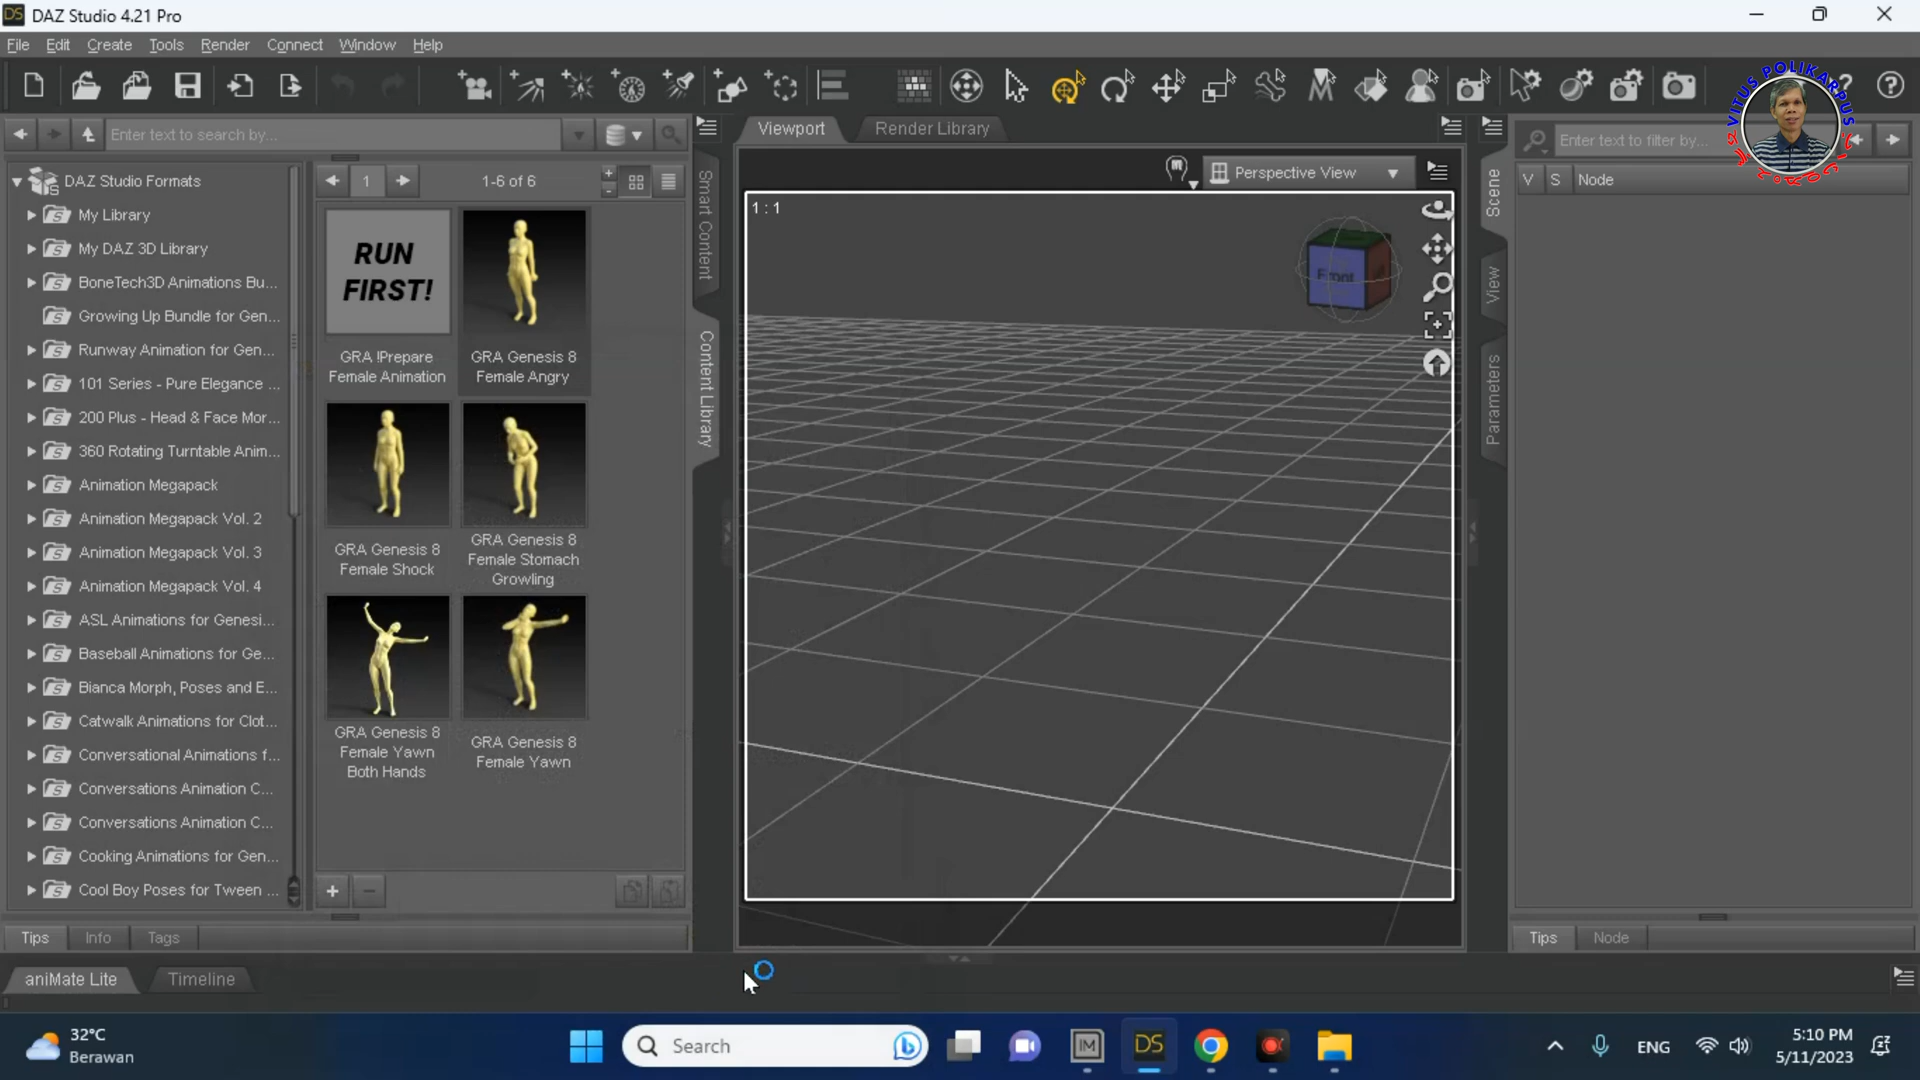 DS DAZ Studio 4.21 Pro
File Edit Create Tools Render Connect Window Help
VITUS POLIKARPUS
Enter text to search by...
Viewport Render Library
Enter text to filter by...
DAZ Studio Formats
My Library
My DAZ 3D Library
BoneTech3D Animations Bu...
Growing Up Bundle for Gen...
Runway Animation for Gen...
101 Series - Pure Elegance ...
200 Plus - Head & Face Mor...
360 Rotating Turntable Anim...
Animation Megapack
Animation Megapack Vol. 2
Animation Megapack Vol. 3
Animation Megapack Vol. 4
ASL Animations for Genesi...
Baseball Animations for Ge...
Bianca Morph, Poses and E...
Catwalk Animations for Clot...
Conversational Animations f...
Conversations Animation C...
Conversations Animation C...
Cooking Animations for Gen...
Cool Boy Poses for Tween ...
1 1-6 of 6
RUN
FIRST!
GRA !Prepare
Female Animation
GRA Genesis 8
Female Angry
GRA Genesis 8
Female Shock
GRA Genesis 8
Female Stomach
Growling
GRA Genesis 8
Female Yawn
Both Hands
GRA Genesis 8
Female Yawn
Smart Content
Content Library
Perspective View
1 : 1
Front
Scene
View
Parameters
V S Node
Tips Info Tags
Tips Node
aniMate Lite Timeline
32°C
Berawan
Search
IM
DS
ENG
5:10 PM
5/11/2023